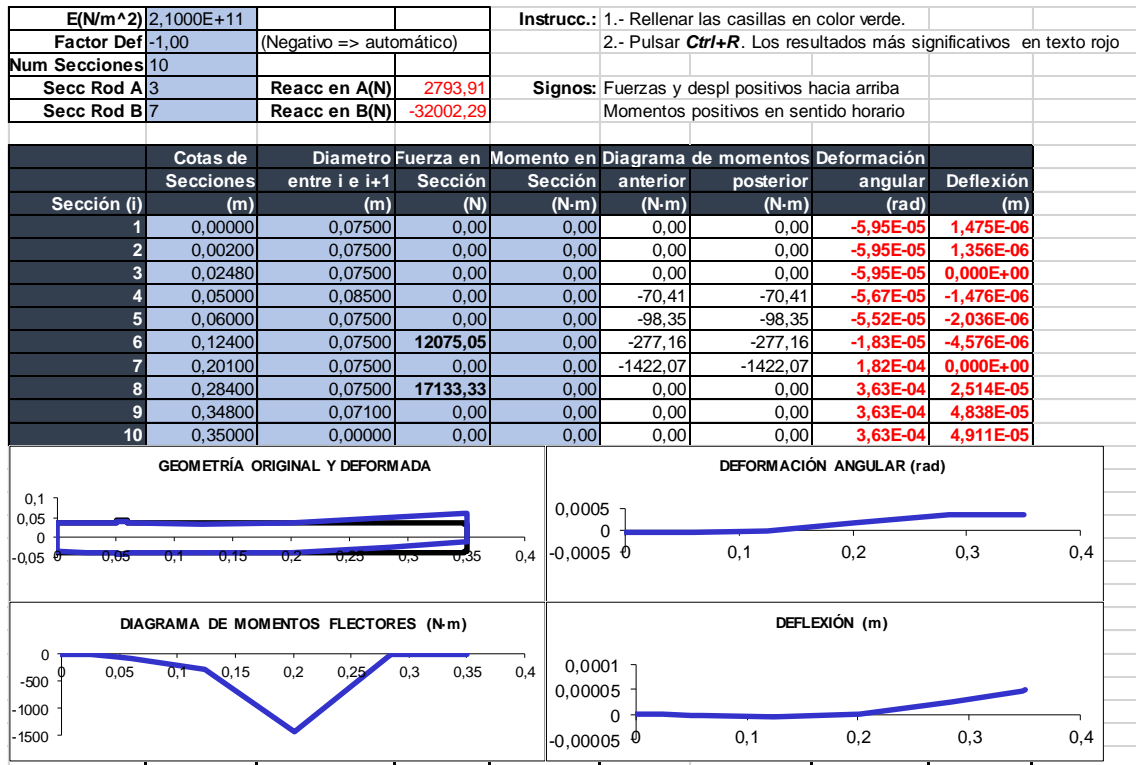 E(N/m^2) 2,1000E+11 Instrucc.: 1.- Rellenar las casillas en color verde.
Factor Def -1,00 (Negativo => automático) 2.- Pulsar Ctrl+R. Los resultados más significativos en texto rojo
Num Secciones 10
Secc Rod A 3 Reacc en A(N) 2793,91 Signos: Fuerzas y despl positivos hacia arriba
Secc Rod B 7 Reacc en B(N) -32002,29 Momentos positivos en sentido horario
Cotas de Diametro Fuerza en Momento en Diagrama de momentos Deformación
Secciones entre i e i+1 Sección Sección anterior posterior angular Deflexión
Sección (i) (m) (m) (N) (N·m) (N·m) (N·m) (rad) (m)
1 0,00000 0,07500 0,00 0,00 0,00 0,00 -5,95E-05 1,475E-06
2 0,00200 0,07500 0,00 0,00 0,00 0,00 -5,95E-05 1,356E-06
3 0,02480 0,07500 0,00 0,00 0,00 0,00 -5,95E-05 0,000E+00
4 0,05000 0,08500 0,00 0,00 -70,41 -70,41 -5,67E-05 -1,476E-06
5 0,06000 0,07500 0,00 0,00 -98,35 -98,35 -5,52E-05 -2,036E-06
6 0,12400 0,07500 12075,05 0,00 -277,16 -277,16 -1,83E-05 -4,576E-06
7 0,20100 0,07500 0,00 0,00 -1422,07 -1422,07 1,82E-04 0,000E+00
8 0,28400 0,07500 17133,33 0,00 0,00 0,00 3,63E-04 2,514E-05
9 0,34800 0,07100 0,00 0,00 0,00 0,00 3,63E-04 4,838E-05
10 0,35000 0,00000 0,00 0,00 0,00 0,00 3,63E-04 4,911E-05
GEOMETRÍA ORIGINAL Y DEFORMADA
0,1
0,05
0
-0,05
0 0,05 0,1 0,15 0,2 0,25 0,3 0,35 0,4
DEFORMACIÓN ANGULAR (rad)
0,0005
0
-0,0005
0 0,1 0,2 0,3 0,4
DIAGRAMA DE MOMENTOS FLECTORES (N·m)
0
-500
-1000
-1500
0 0,05 0,1 0,15 0,2 0,25 0,3 0,35 0,4
DEFLEXIÓN (m)
0,0001
0,00005
0
-0,00005
0 0,1 0,2 0,3 0,4